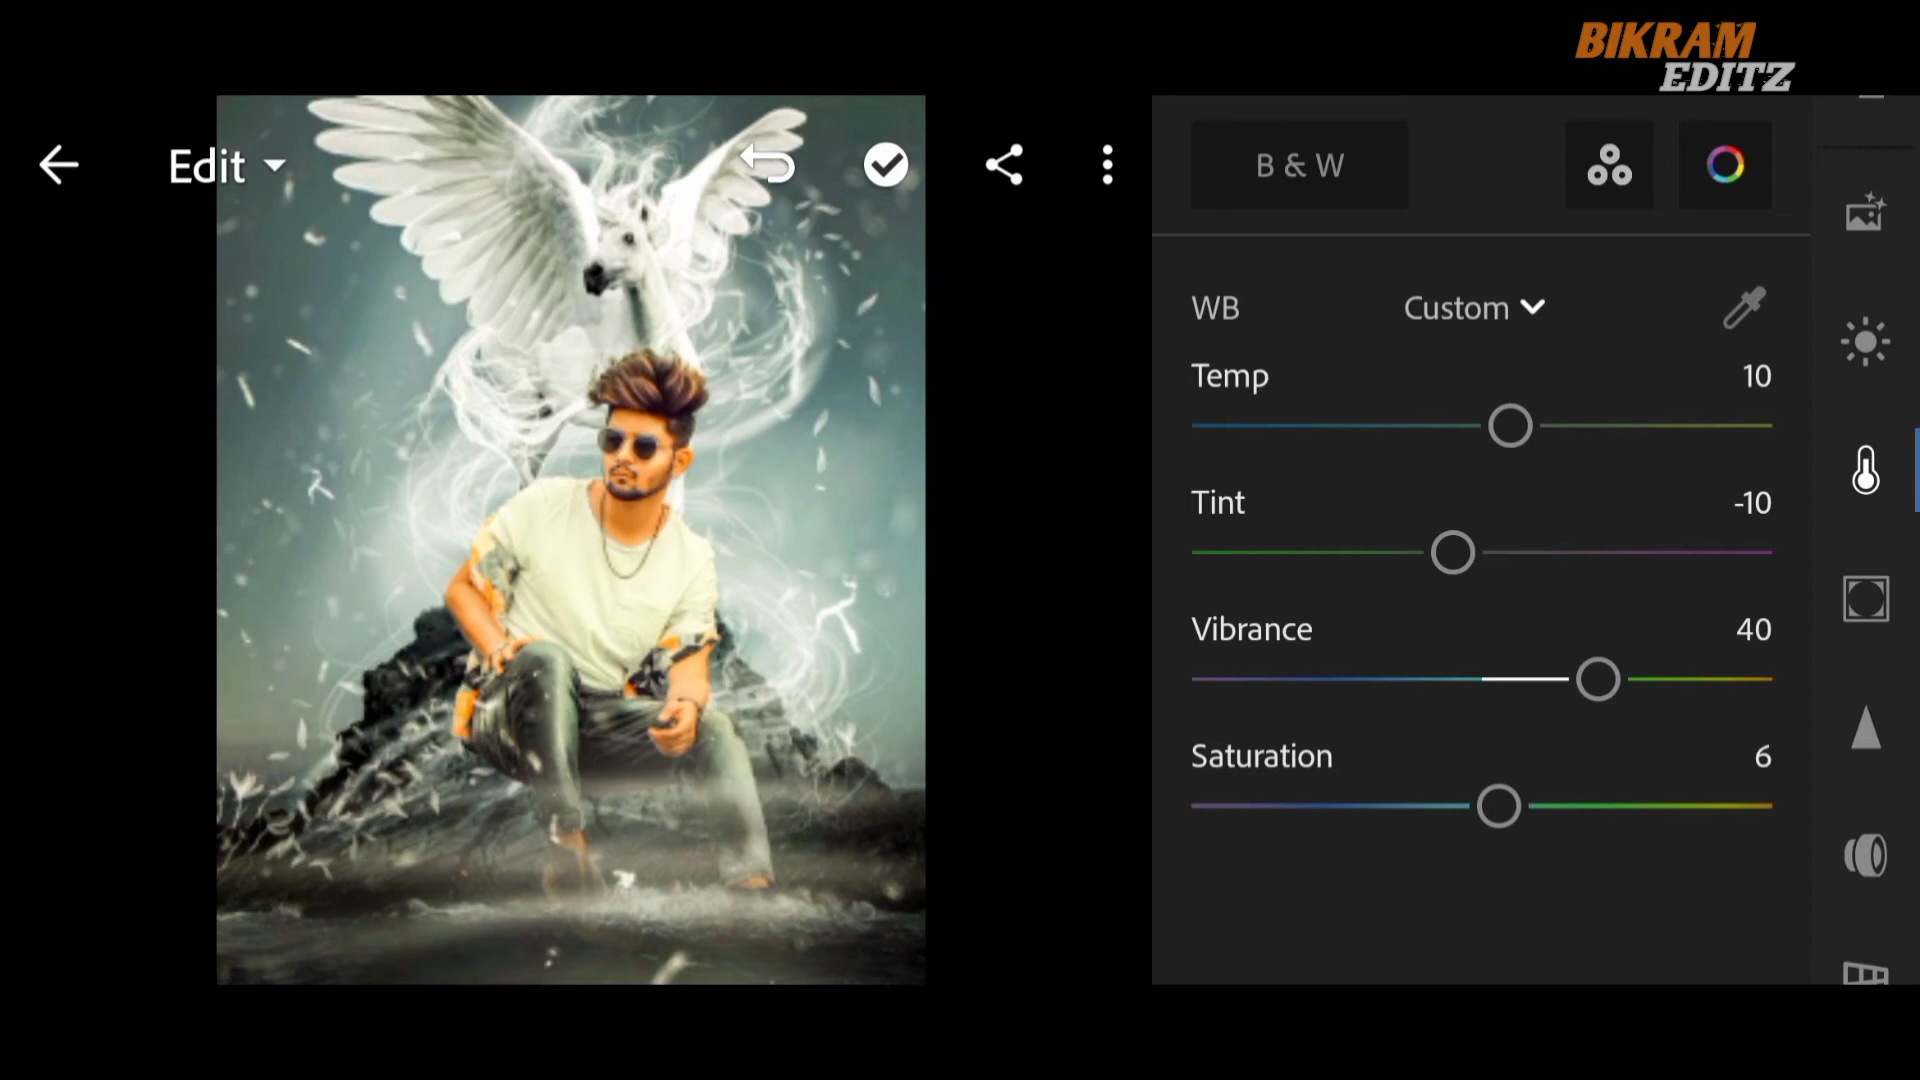 BIKRAM
EDITZ
Edit
B & W
WB Custom
Temp 10
Tint -10
Vibrance 40
Saturation 6